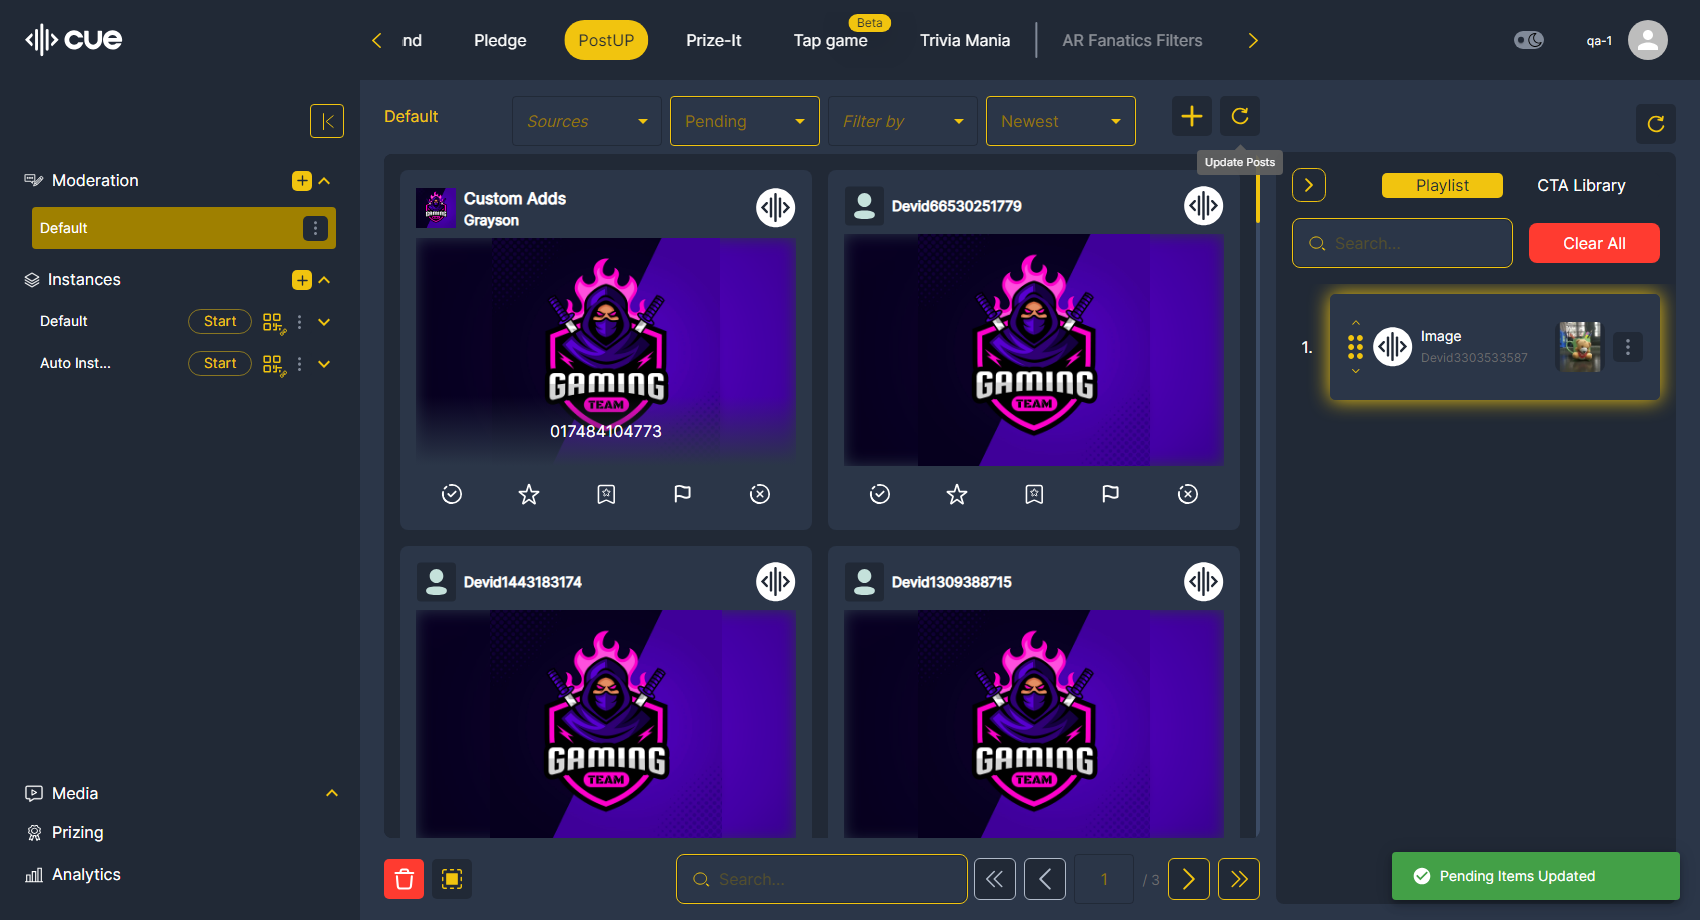 cue
nd
Pledge
PostUP
Prize-It
Tap game
Beta
Trivia Mania
AR Fanatics Filters
qa-1
Moderation
Default
Instances
Default
Start
Auto Inst...
Start
Media
Prizing
Analytics
Default
Sources
Pending
Filter by
Newest
Update Posts
Custom Adds
Grayson
GAMING
TEAM
017484104773
Devid66530251779
GAMING
TEAM
Devid1443183174
GAMING
TEAM
Devid1309388715
GAMING
TEAM
Search...
1
/ 3
Playlist
CTA Library
Search...
Clear All
1.
Image
Devid3303533587
Pending Items Updated